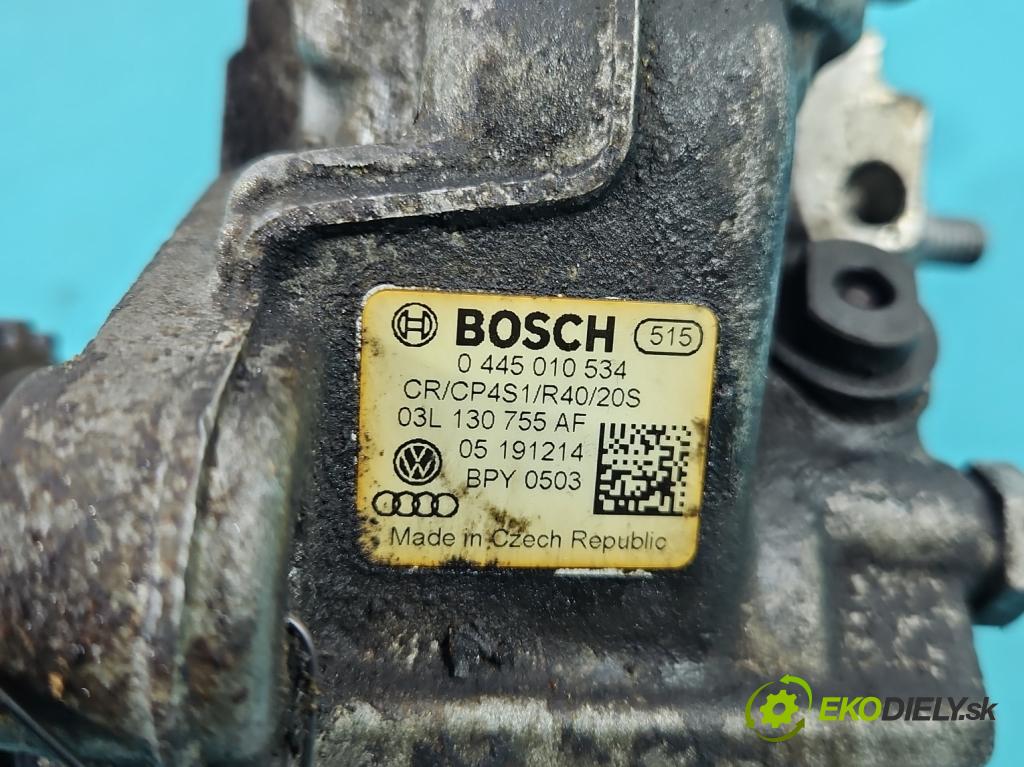 BOSCH 515
0 445 010 534
CR/CP4S1/R40/20S
03L 130 755 AF
05 191214
BPY 0503
Made in Czech Republic
EKODIELY.sk